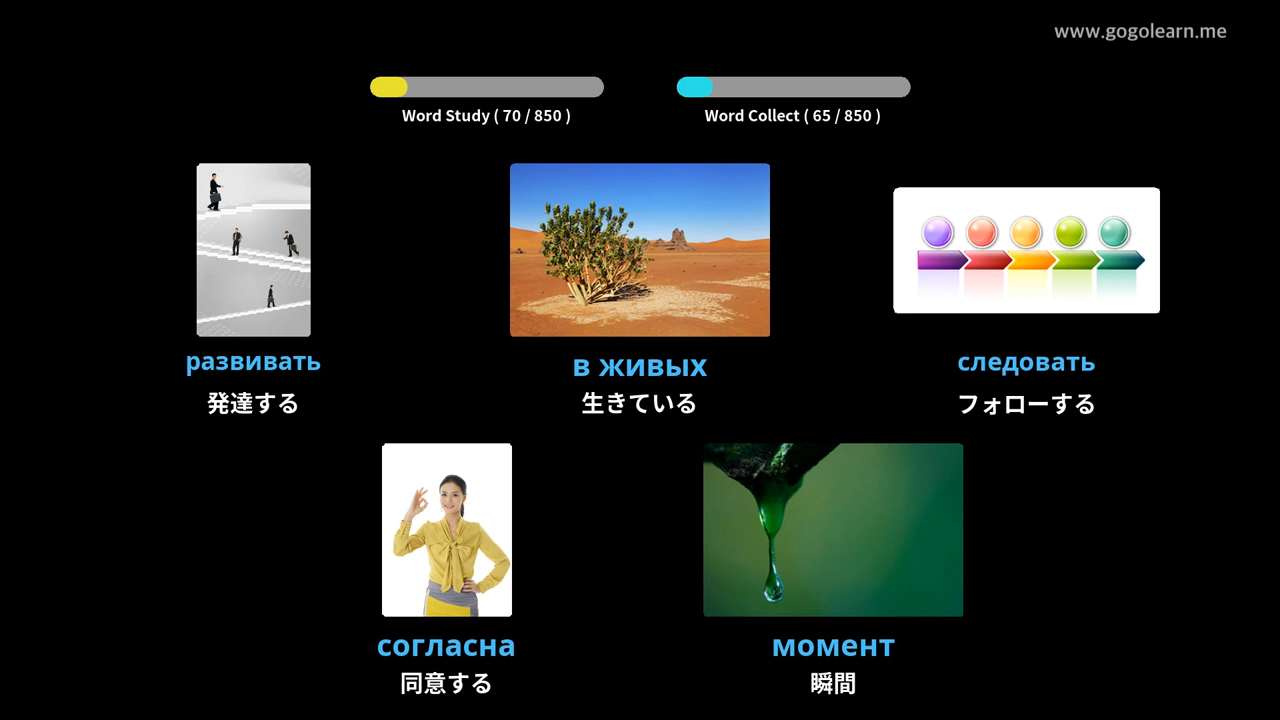 www.gogolearn.me
Word Study ( 70 / 850 )
Word Collect ( 65 / 850 )
развивать
発達する
в живых
生きている
следовать
フォローする
согласна
同意する
момент
瞬間